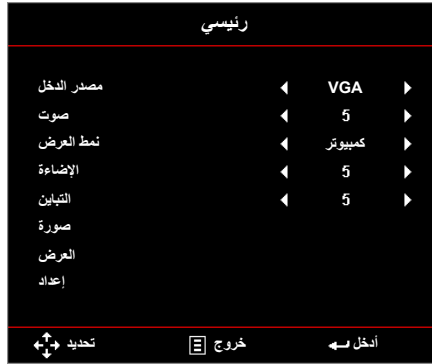 رئيسي
مصدر الدخل VGA
صوت 5
نمط العرض كمبيوتر
الإضاءة 5
التباين 5
صورة
العرض
إعداد
تحديد خروج أدخل